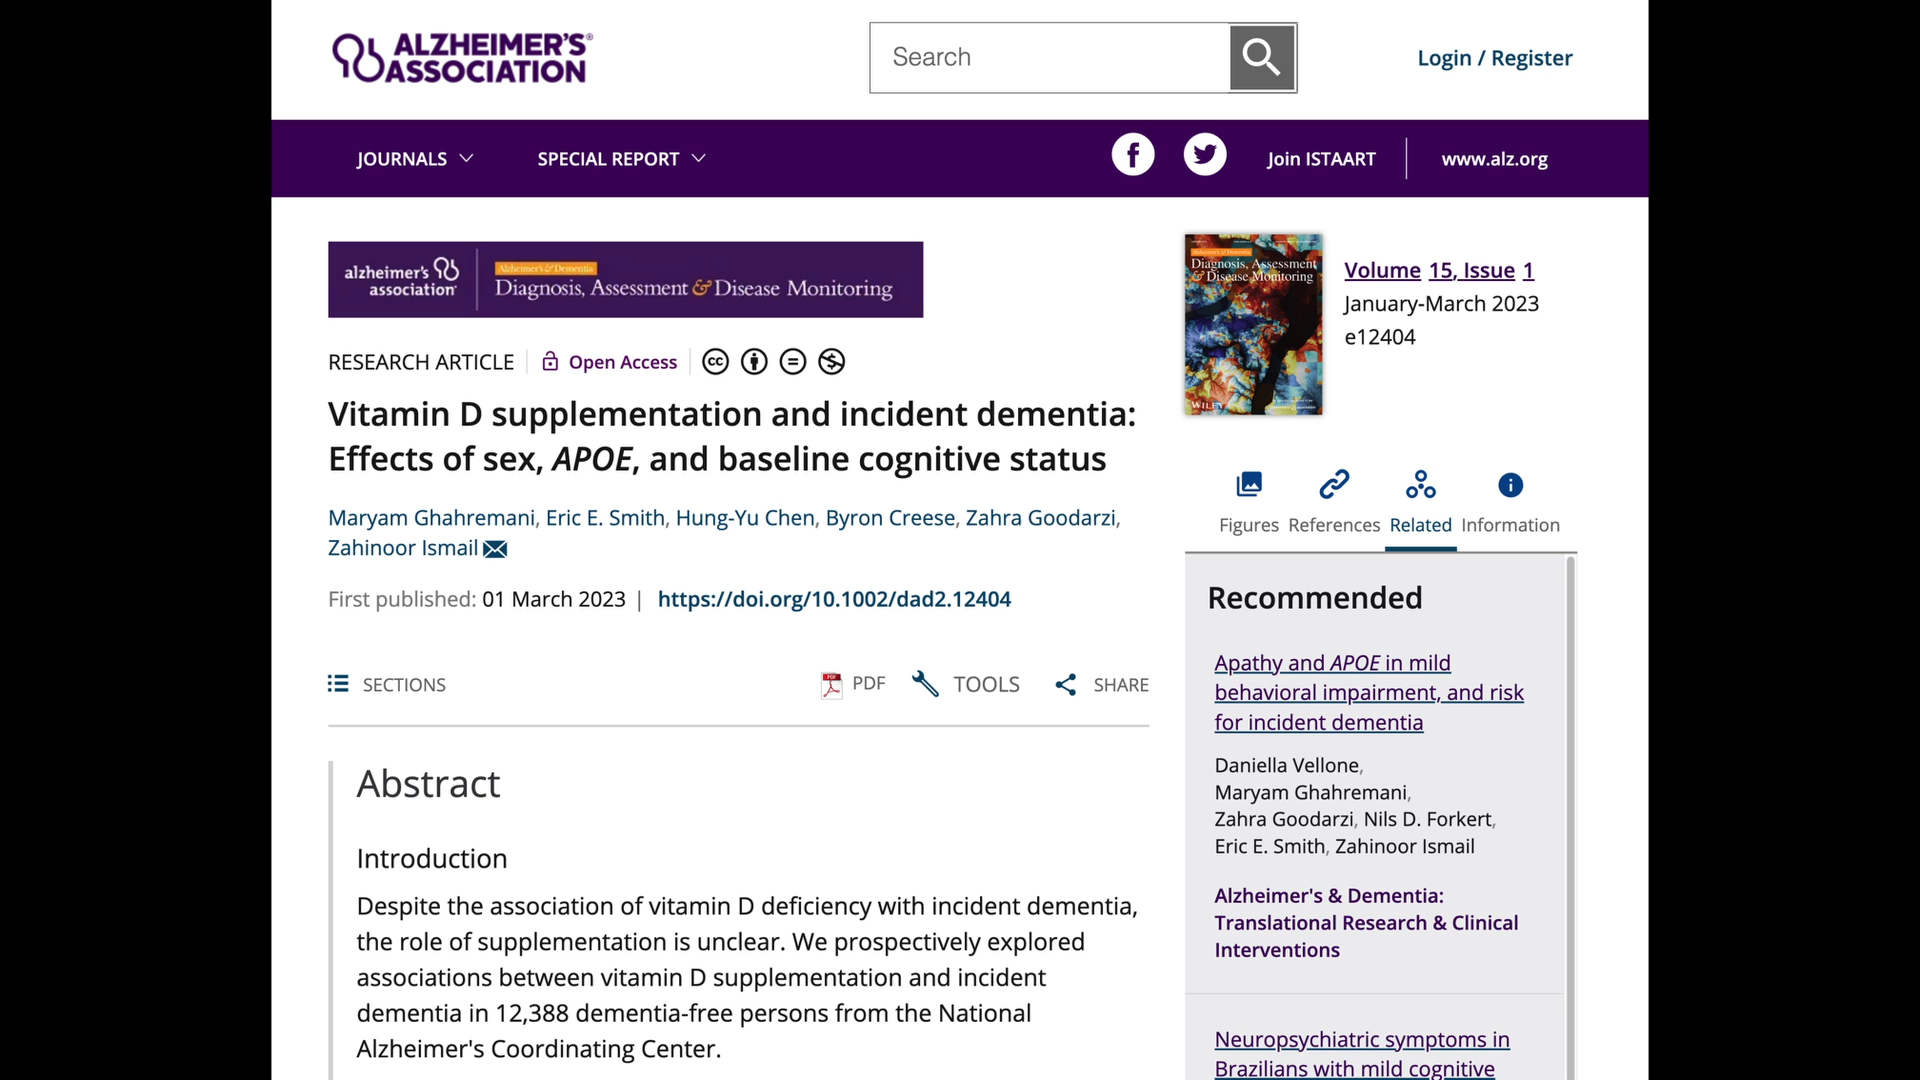 ALZHEIMER'S®
ASSOCIATION
Search
Login / Register
JOURNALS
SPECIAL REPORT
Join ISTAART
www.alz.org
alzheimer's
association®
Alzheimer's & Dementia
Diagnosis, Assessment & Disease Monitoring
RESEARCH ARTICLE
Open Access
Vitamin D supplementation and incident dementia:
Effects of sex, APOE, and baseline cognitive status
Maryam Ghahremani, Eric E. Smith, Hung-Yu Chen, Byron Creese, Zahra Goodarzi,
Zahinoor Ismail
First published: 01 March 2023 | https://doi.org/10.1002/dad2.12404
SECTIONS
PDF
TOOLS
SHARE
Abstract
Introduction
Despite the association of vitamin D deficiency with incident dementia,
the role of supplementation is unclear. We prospectively explored
associations between vitamin D supplementation and incident
dementia in 12,388 dementia-free persons from the National
Alzheimer's Coordinating Center.
Diagnosis, Assessment
& Disease Monitoring
WILEY
Volume 15, Issue 1
January-March 2023
e12404
Figures
References
Related
Information
Recommended
Apathy and APOE in mild
behavioral impairment, and risk
for incident dementia
Daniella Vellone,
Maryam Ghahremani,
Zahra Goodarzi, Nils D. Forkert,
Eric E. Smith, Zahinoor Ismail
Alzheimer's & Dementia:
Translational Research & Clinical
Interventions
Neuropsychiatric symptoms in
Brazilians with mild cognitive